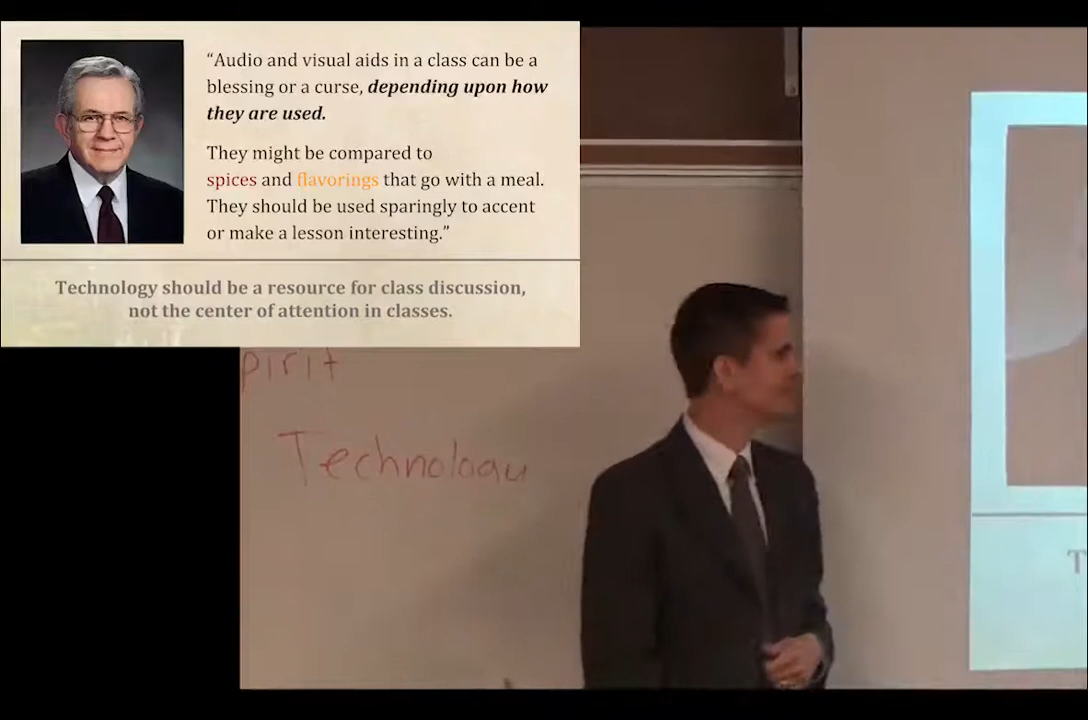 “Audio and visual aids in a class can be a
blessing or a curse, depending upon how
they are used.
They might be compared to
spices and flavorings that go with a meal.
They should be used sparingly to accent
or make a lesson interesting.”
Technology should be a resource for class discussion,
not the center of attention in classes.
pirit
Technology
T